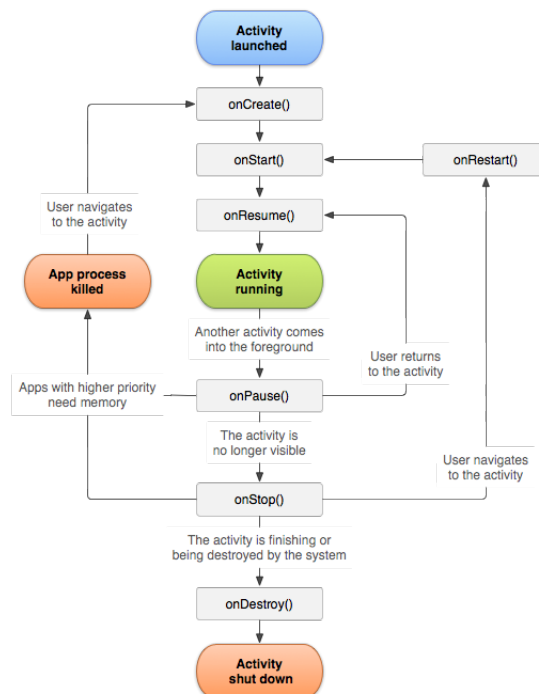 Activity
launched
onCreate()
onStart()
onRestart()
User navigates
to the activity
onResume()
App process
killed
Activity
running
Another activity comes
into the foreground
User returns
to the activity
Apps with higher priority
need memory
onPause()
The activity is
no longer visible
User navigates
to the activity
onStop()
The activity is finishing or
being destroyed by the system
onDestroy()
Activity
shut down